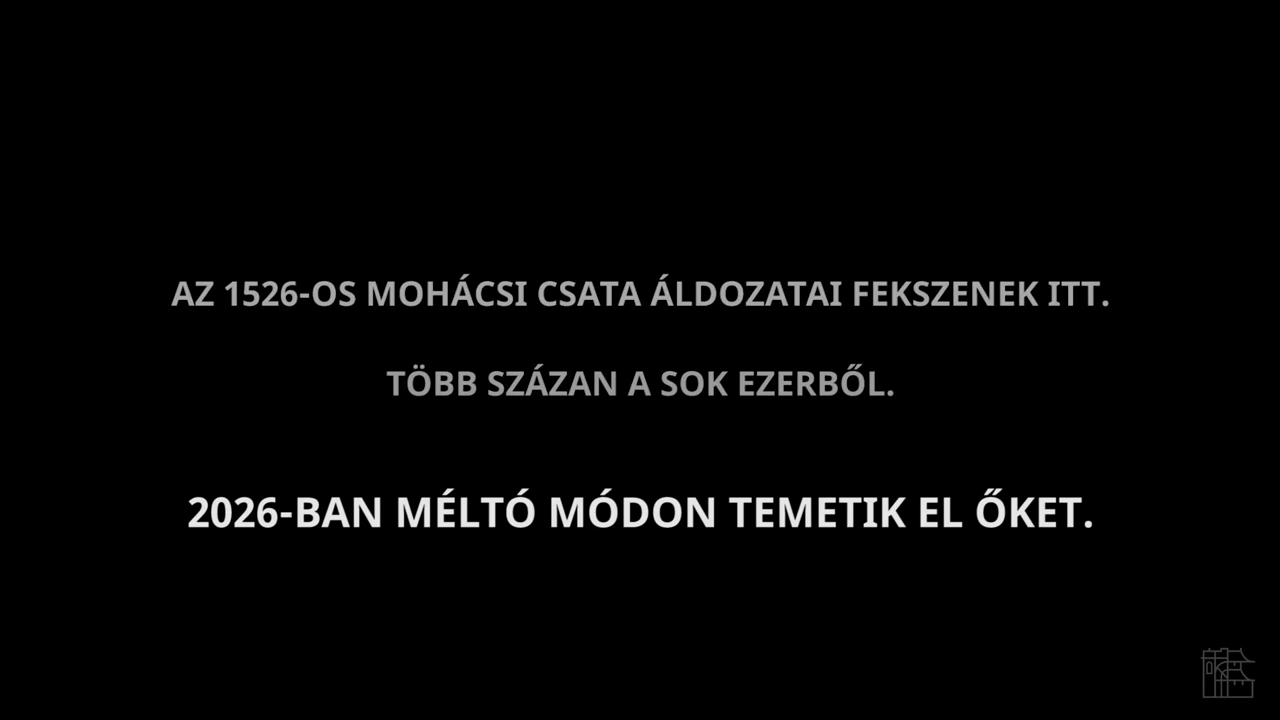 AZ 1526-OS MOHÁCSI CSATA ÁLDOZATAI FEKSZENEK ITT.
TÖBB SZÁZAN A SOK EZERBŐL.
2026-BAN MÉLTÓ MÓDON TEMETIK EL ŐKET.